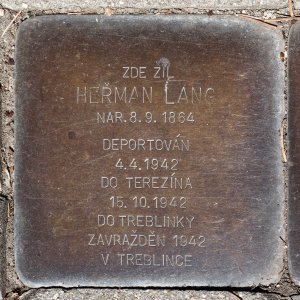 ZDE ŽIL
HEŘMAN LANG
NAR. 8. 9. 1864
DEPORTOVÁN
4. 4. 1942
DO TEREZÍNA
15. 10. 1942
DO TREBLINKY
ZAVRAŽDĚN 1942
V TREBLINCE